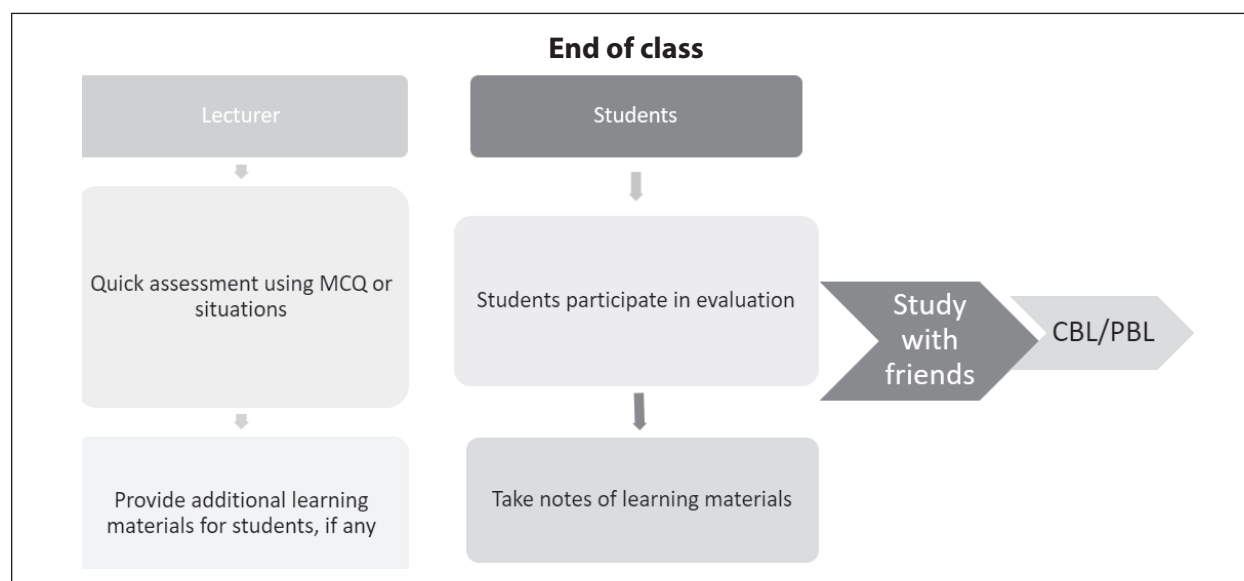 End of class
Lecturer
Students
Quick assessment using MCQ or
situations
Students participate in evaluation
Study
with
friends
CBL/PBL
Provide additional learning
materials for students, if any
Take notes of learning materials